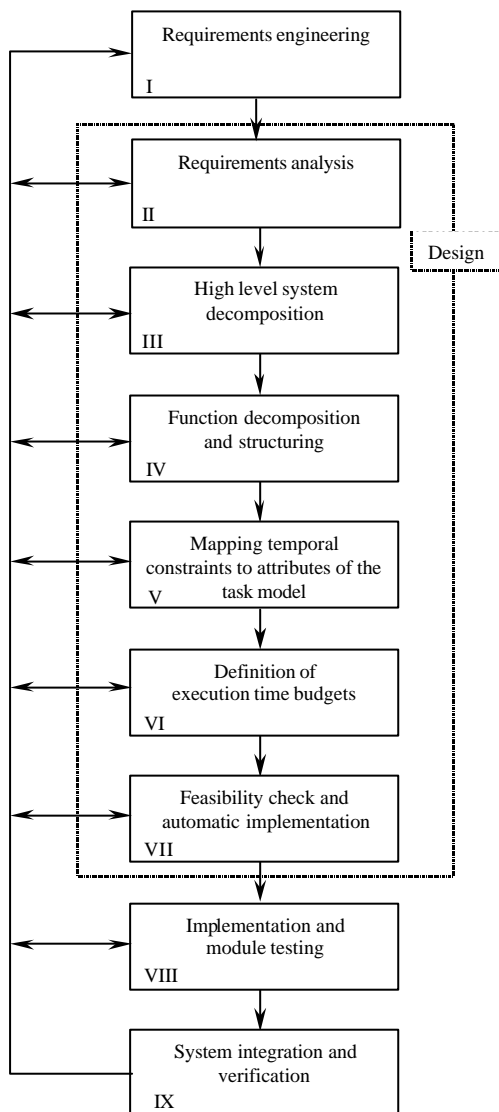 Requirements engineering
I
Requirements analysis
II
Design
High level system
decomposition
III
Function decomposition
and structuring
IV
Mapping temporal
constraints to attributes of the
task model
V
Definition of
execution time budgets
VI
Feasibility check and
automatic implementation
VII
Implementation and
module testing
VIII
System integration and
verification
IX